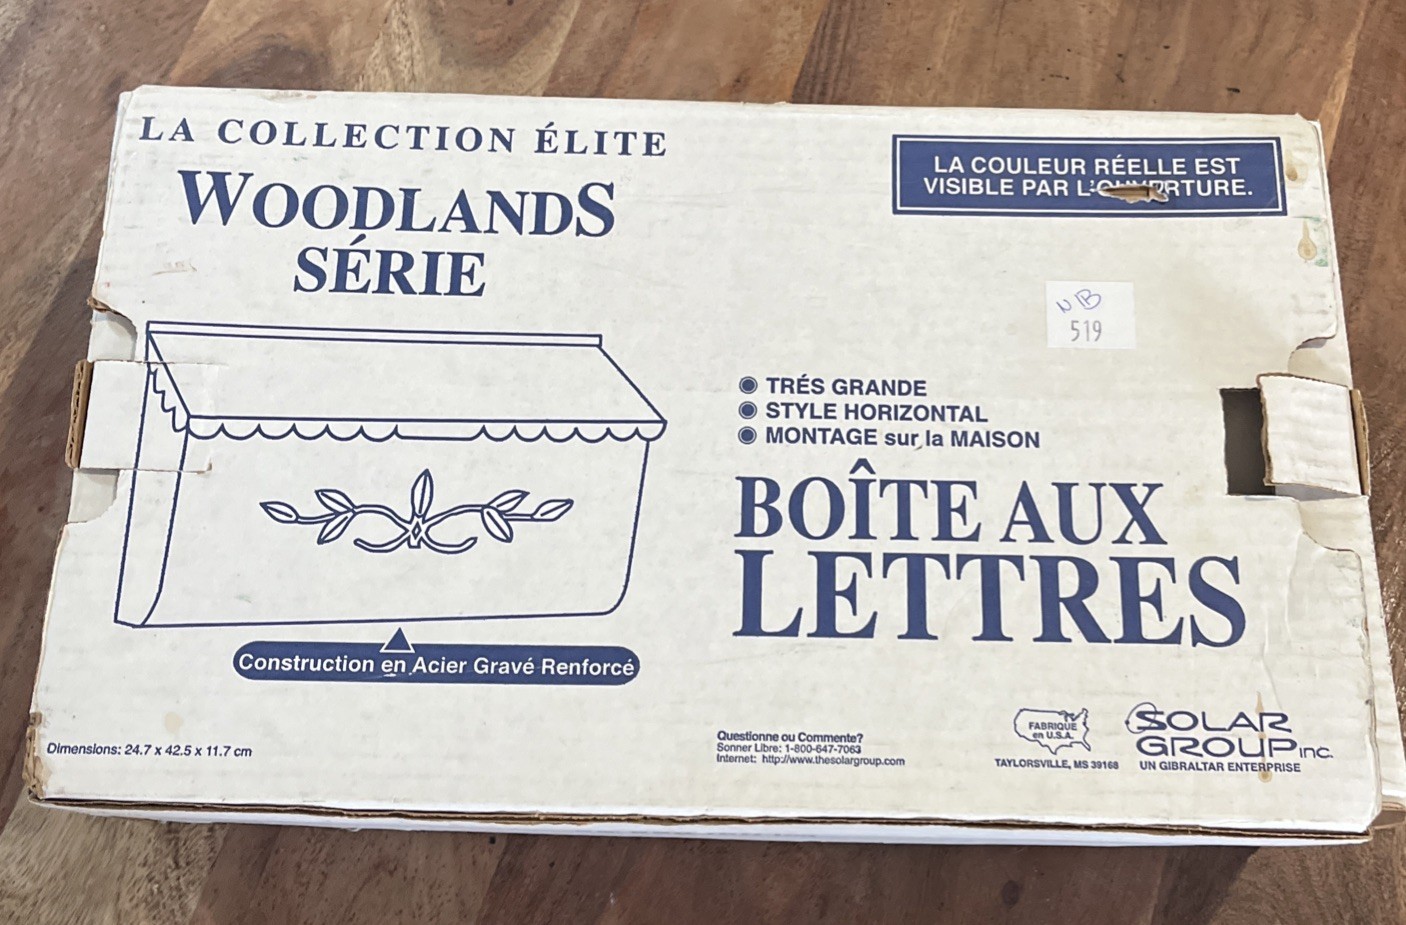 LA COLLECTION ÉLITE
WOODLANDS
SÉRIE
LA COULEUR RÉELLE EST
VISIBLE PAR L'OUVERTURE.
NB
519
TRÉS GRANDE
STYLE HORIZONTAL
MONTAGE sur la MAISON
BOÎTE AUX
LETTRES
Construction en Acier Gravé Renforcé
Dimensions: 24.7 x 42.5 x 11.7 cm
Questionne ou Commente?
Sonner Libre: 1-800-647-7063
Internet: http://www.thesolargroup.com
FABRIQUÉ
en U.S.A.
TAYLORSVILLE, MS 39168
SOLAR
GROUP INC.
UN GIBRALTAR ENTERPRISE